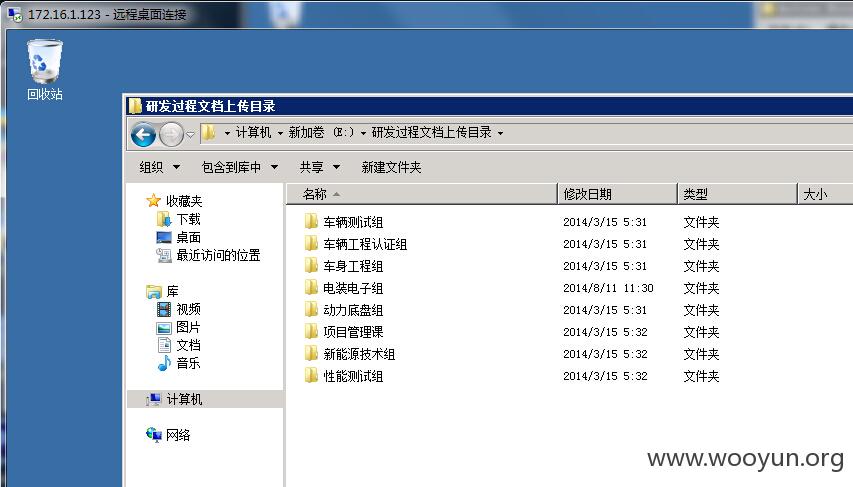 172.16.1.123 - 远程桌面连接
回收站
研发过程文档上传目录
计算机 新加卷 (E:) 研发过程文档上传目录
组织 包含到库中 共享 新建文件夹
收藏夹
下载
桌面
最近访问的位置
库
视频
图片
文档
音乐
计算机
网络
名称 修改日期 类型 大小
车辆测试组 2014/3/15 5:31 文件夹
车辆工程认证组 2014/3/15 5:31 文件夹
车身工程组 2014/3/15 5:31 文件夹
电装电子组 2014/8/11 11:30 文件夹
动力底盘组 2014/3/15 5:31 文件夹
项目管理课 2014/3/15 5:32 文件夹
新能源技术组 2014/3/15 5:32 文件夹
性能测试组 2014/3/15 5:32 文件夹
www.wooyun.org